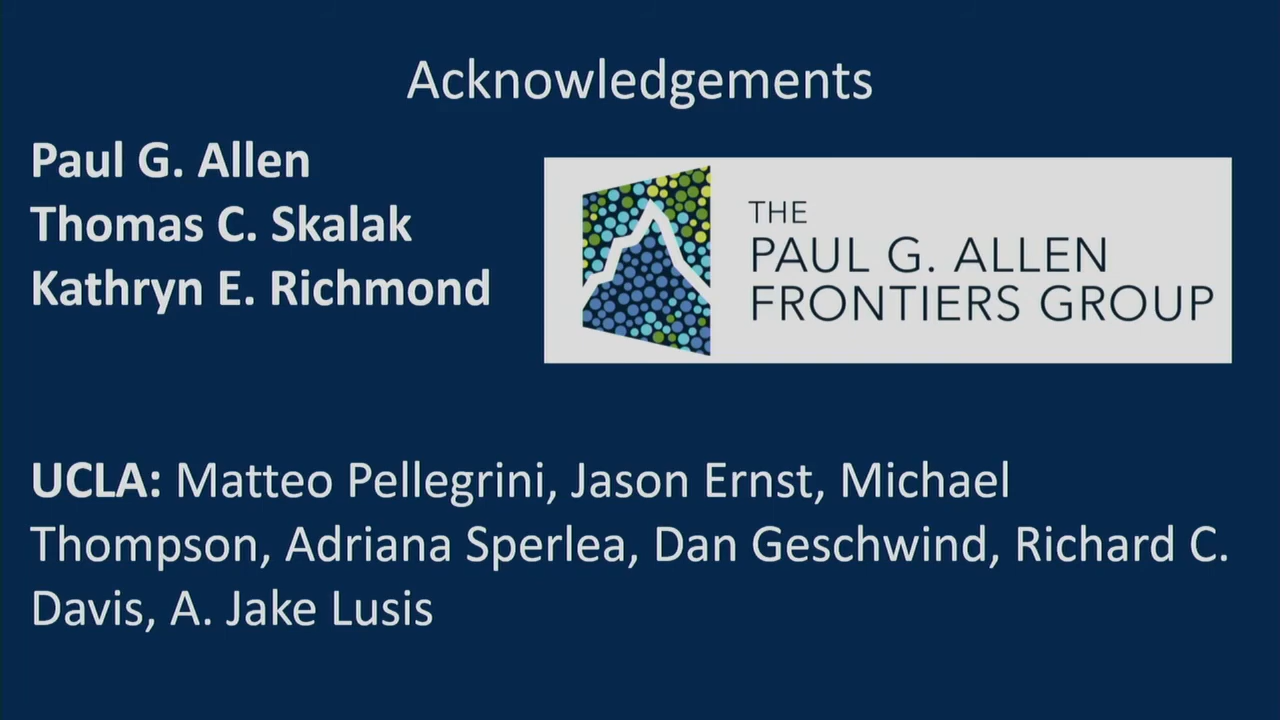 Acknowledgements
Paul G. Allen
Thomas C. Skalak
Kathryn E. Richmond
THE
PAUL G. ALLEN
FRONTIERS GROUP
UCLA: Matteo Pellegrini, Jason Ernst, Michael
Thompson, Adriana Sperlea, Dan Geschwind, Richard C.
Davis, A. Jake Lusis